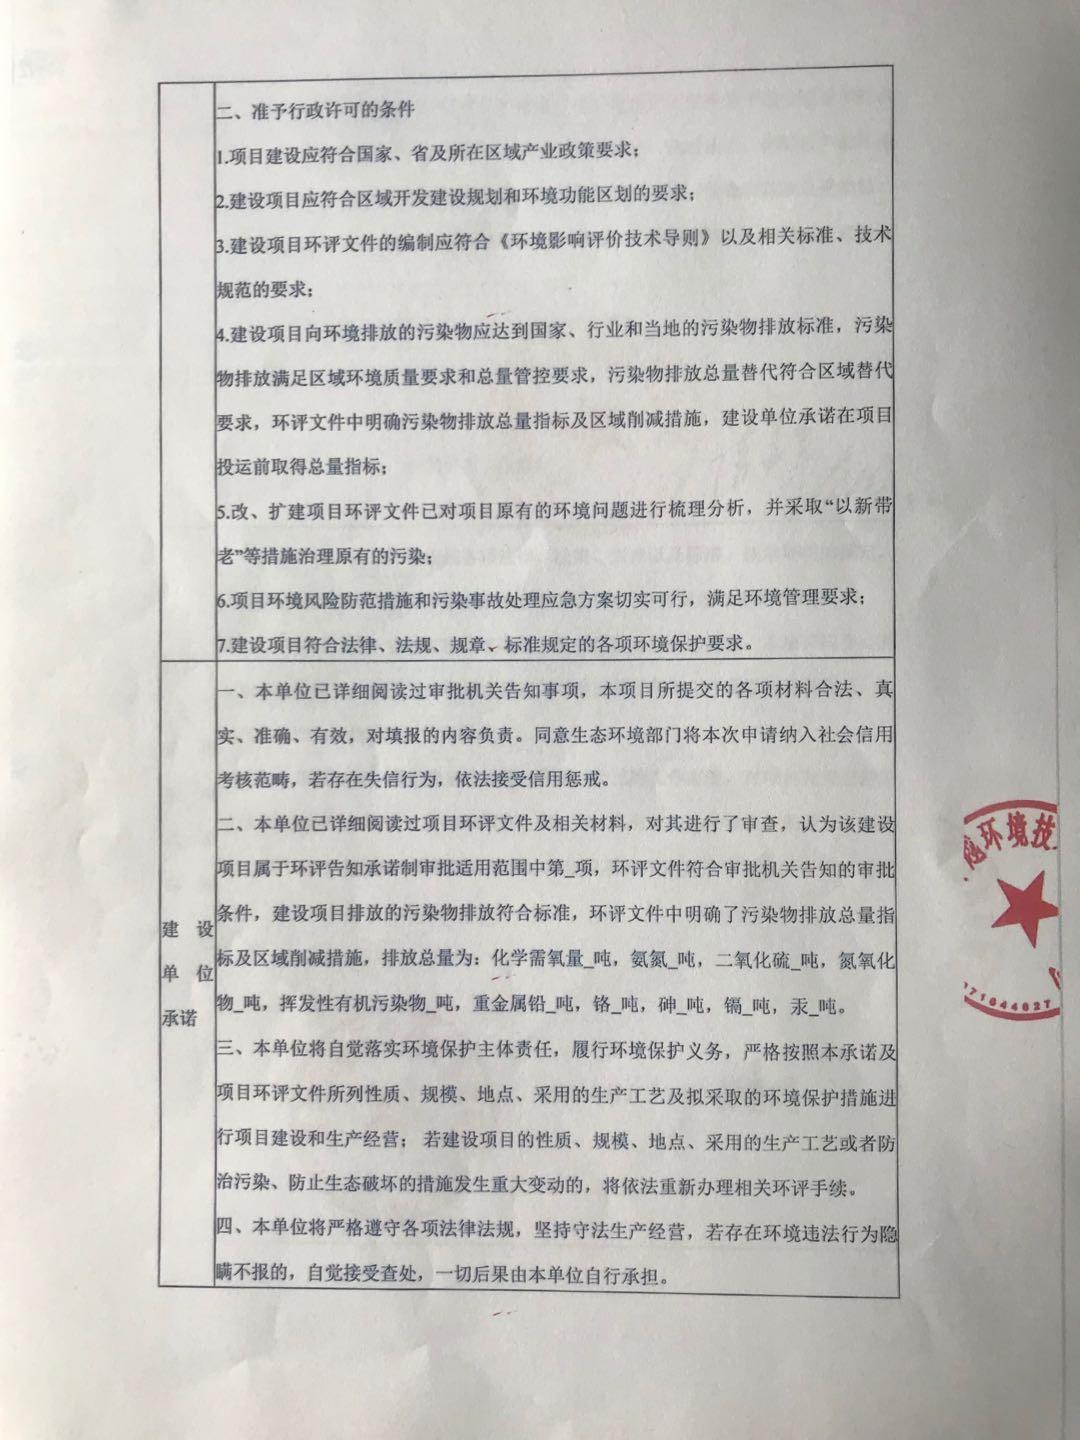 二、准予行政许可的条件
1.项目建设应符合国家、省及所在区域产业政策要求；
2.建设项目应符合区域开发建设规划和环境功能区划的要求；
3.建设项目环评文件的编制应符合《环境影响评价技术导则》以及相关标准、技术
规范的要求；
4.建设项目向环境排放的污染物应达到国家、行业和当地的污染物排放标准，污染
物排放满足区域环境质量要求和总量管控要求，污染物排放总量替代符合区域替代
要求，环评文件中明确污染物排放总量指标及区域削减措施，建设单位承诺在项目
投运前取得总量指标；
5.改、扩建项目环评文件已对项目原有的环境问题进行梳理分析，并采取“以新带
老”等措施治理原有的污染；
6.项目环境风险防范措施和污染事故处理应急方案切实可行，满足环境管理要求；
7.建设项目符合法律、法规、规章、标准规定的各项环境保护要求。
建设
单位
承诺
一、本单位已详细阅读过审批机关告知事项，本项目所提交的各项材料合法、真
实、准确、有效，对填报的内容负责。同意生态环境部门将本次申请纳入社会信用
考核范畴，若存在失信行为，依法接受信用惩戒。
二、本单位已详细阅读过项目环评文件及相关材料，对其进行了审查，认为该建设
项目属于环评告知承诺制审批适用范围中第_项，环评文件符合审批机关告知的审批
条件，建设项目排放的污染物排放符合标准，环评文件中明确了污染物排放总量指
标及区域削减措施，排放总量为：化学需氧量_吨，氨氮_吨，二氧化硫_吨，氮氧化
物_吨，挥发性有机污染物_吨，重金属铅_吨，铬_吨，砷_吨，镉_吨，汞_吨。
三、本单位将自觉落实环境保护主体责任，履行环境保护义务，严格按照本承诺及
项目环评文件所列性质、规模、地点、采用的生产工艺及拟采取的环境保护措施进
行项目建设和生产经营； 若建设项目的性质、规模、地点、采用的生产工艺或者防
治污染、防止生态破坏的措施发生重大变动的，将依法重新办理相关环评手续。
四、本单位将严格遵守各项法律法规，坚持守法生产经营，若存在环境违法行为隐
瞒不报的，自觉接受查处，一切后果由本单位自行承担。
环境技
71644627